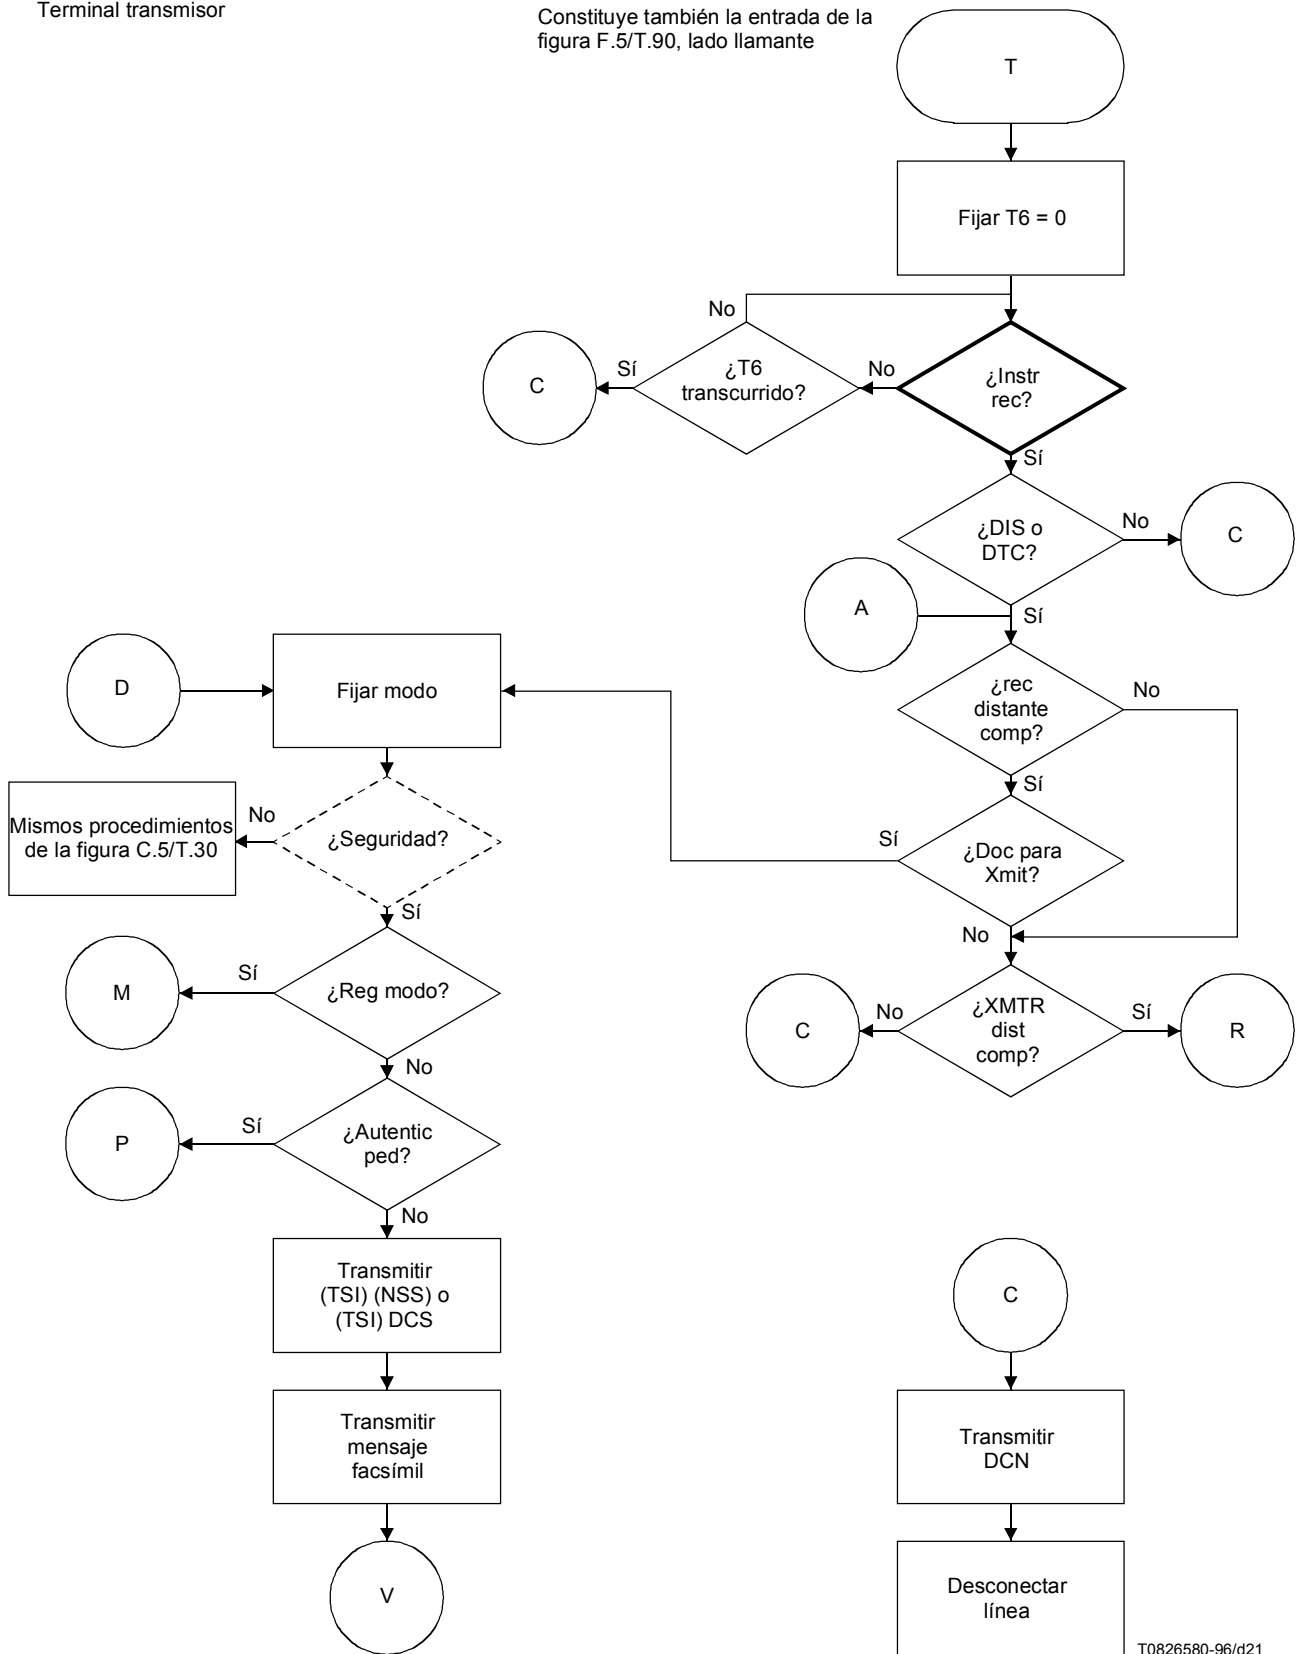 Terminal transmisor
Constituye también la entrada de la
figura F.5/T.90, lado llamante
T
Fijar T6 = 0
No
C
Sí
¿T6
transcurrido?
No
¿Instr
rec?
Sí
¿DIS o
DTC?
No
C
A
Sí
D
Fijar modo
¿rec
distante
comp?
No
Sí
Mismos procedimientos
de la figura C.5/T.30
No
¿Seguridad?
Sí
¿Doc para
Xmit?
Sí
No
M
Sí
¿Reg modo?
No
C
No
¿XMTR
dist
comp?
Sí
R
P
Sí
¿Autentic
ped?
No
Transmitir
(TSI) (NSS) o
(TSI) DCS
C
Transmitir
mensaje
facsímil
Transmitir
DCN
V
Desconectar
línea
T0826580-96/d21